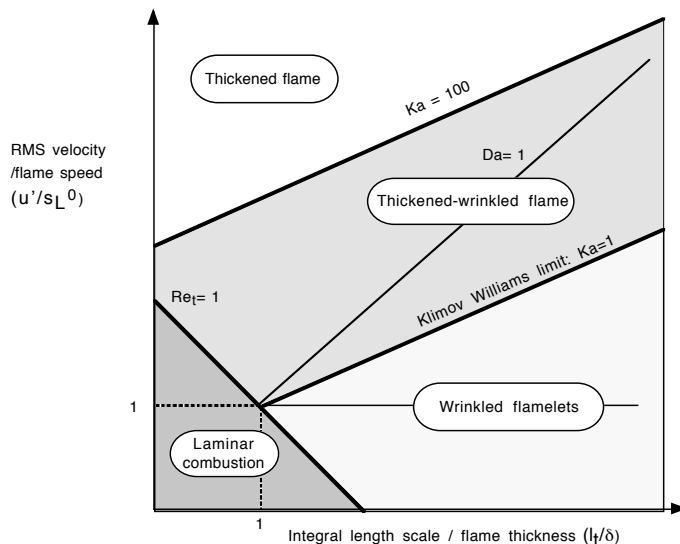 Thickened flame
Ka = 100
RMS velocity
/flame speed
(u'/sL0)
Da= 1
Thickened-wrinkled flame
Klimov Williams limit: Ka=1
Ret= 1
1
Wrinkled flamelets
Laminar
combustion
1
Integral length scale / flame thickness (lt/δ)